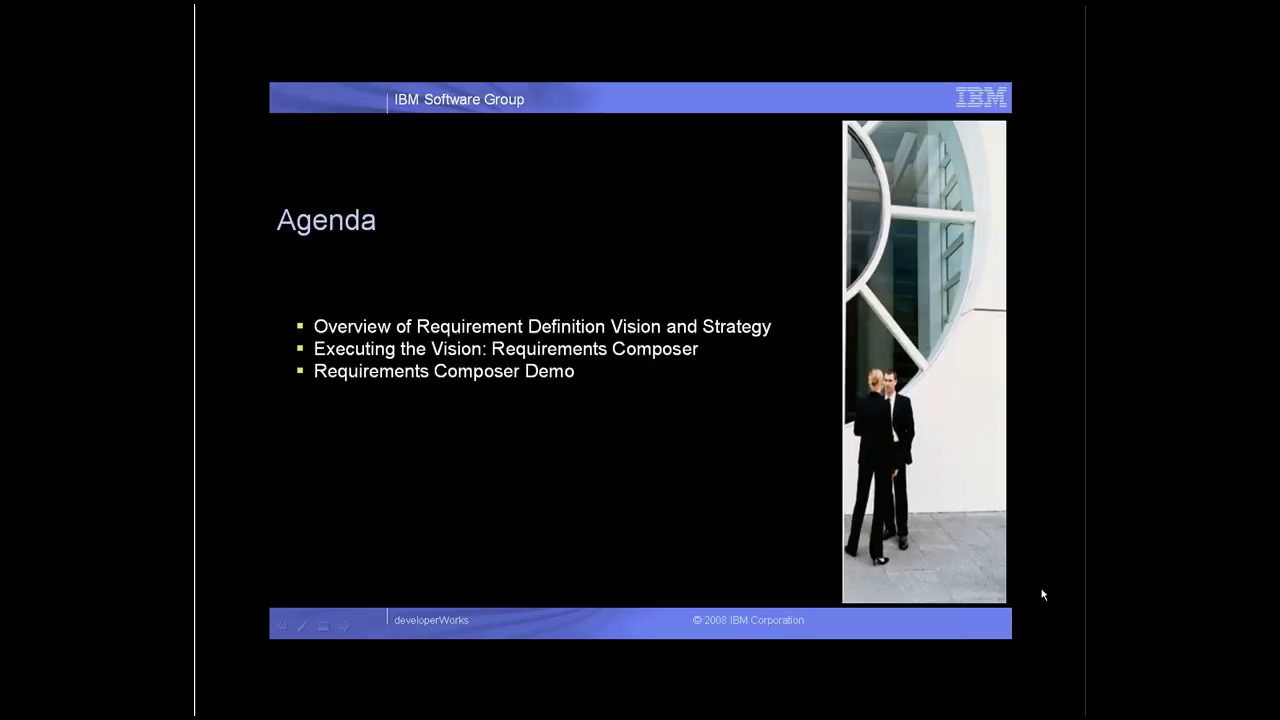 IBM Software Group
IBM
Agenda
Overview of Requirement Definition Vision and Strategy
Executing the Vision: Requirements Composer
Requirements Composer Demo
developerWorks
© 2008 IBM Corporation